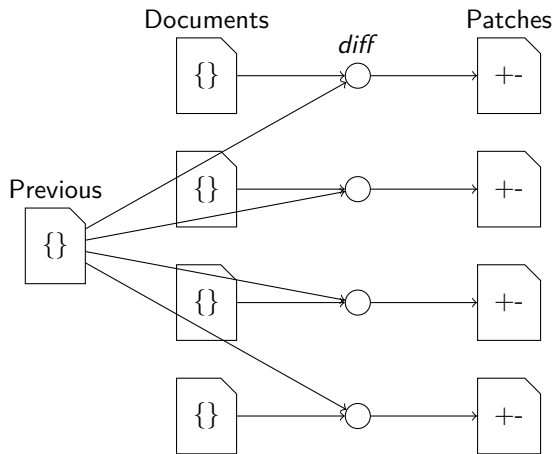 Documents
Patches
diff
{}
+-
{}
+-
Previous
{}
{}
+-
{}
+-